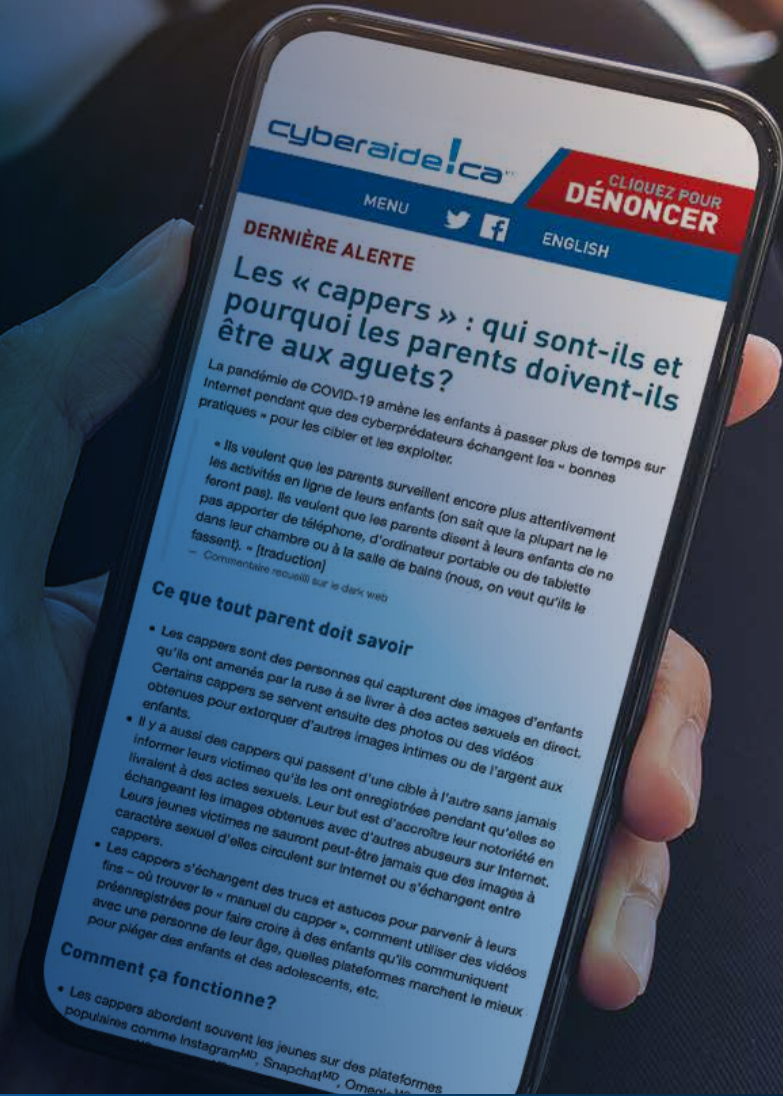 cyberaide!ca
CLIQUEZ POUR
DÉNONCER
MENU
ENGLISH
DERNIÈRE ALERTE
Les « cappers » : qui sont-ils et
pourquoi les parents doivent-ils
être aux aguets?
La pandémie de COVID-19 amène les enfants à passer plus de temps sur
Internet pendant que des cyberprédateurs échangent les « bonnes
pratiques » pour les cibler et les exploiter.
« Ils veulent que les parents surveillent encore plus attentivement
les activités en ligne de leurs enfants (on sait que la plupart ne le
feront pas). Ils veulent que les parents disent à leurs enfants de ne
pas apporter de téléphone, d'ordinateur portable ou de tablette
dans leur chambre ou à la salle de bains (nous, on veut qu'ils le
fassent). » [traduction]
— Commentaire recueilli sur le dark web
Ce que tout parent doit savoir
• Les cappers sont des personnes qui capturent des images d'enfants
qu'ils ont amenés par la ruse à se livrer à des actes sexuels en direct.
Certains cappers se servent ensuite des photos ou des vidéos
obtenues pour extorquer d'autres images intimes ou de l'argent aux
enfants.
• Il y a aussi des cappers qui passent d'une cible à l'autre sans jamais
informer leurs victimes qu'ils les ont enregistrées pendant qu'elles se
livraient à des actes sexuels. Leur but est d'accroître leur notoriété en
échangeant les images obtenues avec d'autres abuseurs sur Internet.
Leurs jeunes victimes ne sauront peut-être jamais que des images à
caractère sexuel d'elles circulent sur Internet ou s'échangent entre
cappers.
• Les cappers s'échangent des trucs et astuces pour parvenir à leurs
fins – où trouver le « manuel du capper », comment utiliser des vidéos
préenregistrées pour faire croire à des enfants qu'ils communiquent
avec une personne de leur âge, quelles plateformes marchent le mieux
pour piéger des enfants et des adolescents, etc.
Comment ça fonctionne?
• Les cappers abordent souvent les jeunes sur des plateformes
populaires comme Instagram^MD, Snapchat^MD,